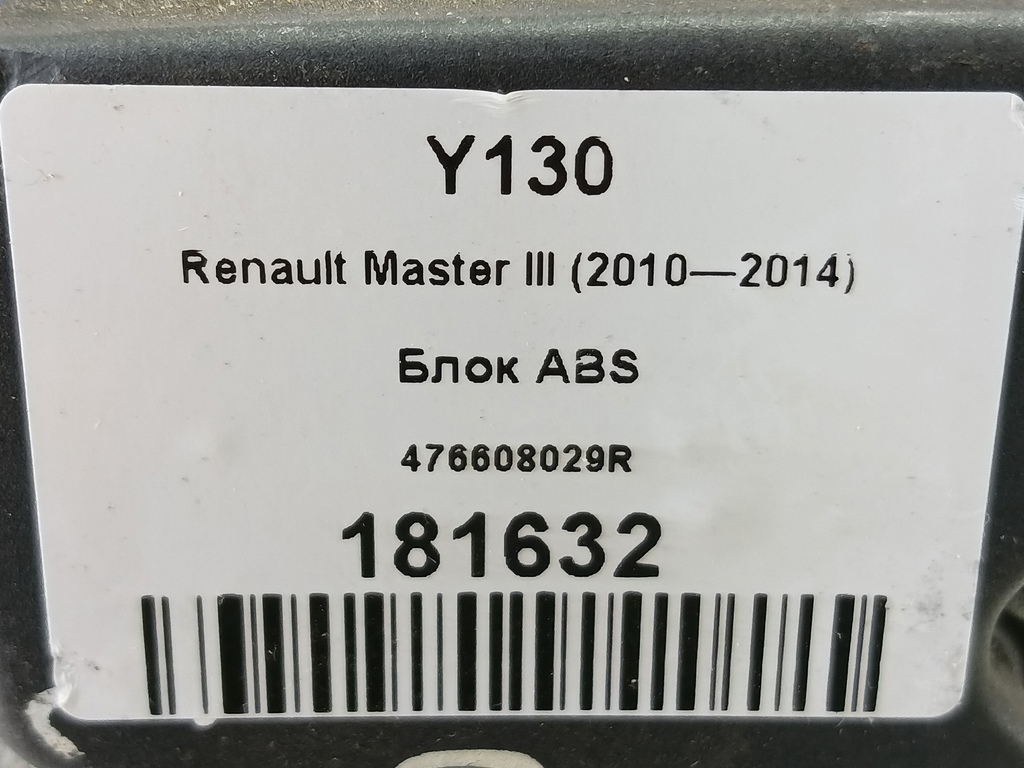 Y130
Renault Master III (2010—2014)
Блок ABS
476608029R
181632